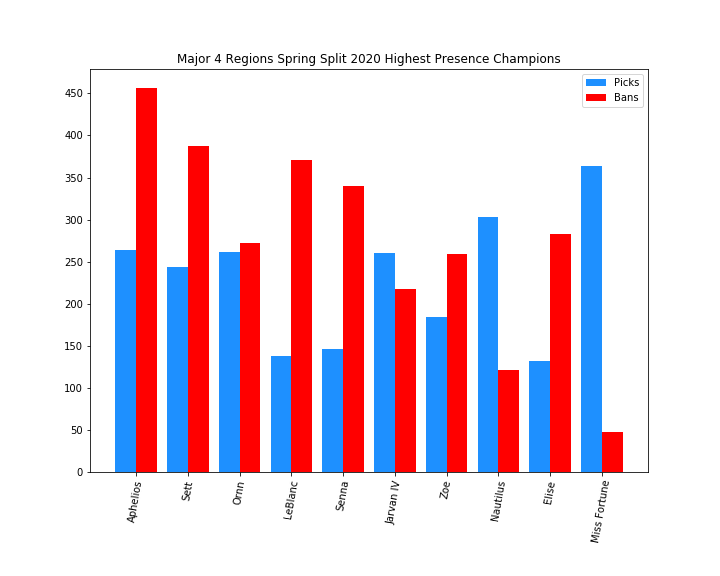 Major 4 Regions Spring Split 2020 Highest Presence Champions
Picks
Bans
450
400
350
300
250
200
150
100
50
0
Aphelios
Sett
Ornn
LeBlanc
Senna
Jarvan IV
Zoe
Nautilus
Elise
Miss Fortune